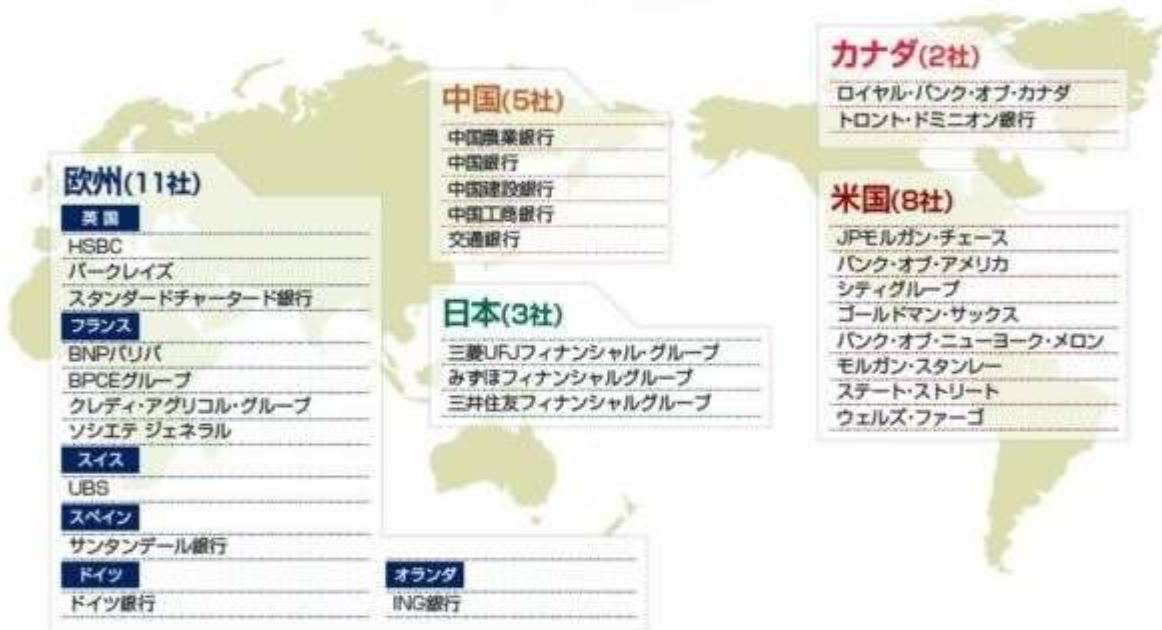 欧州(11社)
英国
HSBC
バークレイズ
スタンダードチャータード銀行
フランス
BNPパリバ
BPCEグループ
クレディ・アグリコル・グループ
ソシエテ ジェネラル
スイス
UBS
スペイン
サンタンデール銀行
ドイツ
ドイツ銀行
オランダ
ING銀行
中国(5社)
中国農業銀行
中国銀行
中国建設銀行
中国工商銀行
交通銀行
日本(3社)
三菱UFJフィナンシャル・グループ
みずほフィナンシャルグループ
三井住友フィナンシャルグループ
カナダ(2社)
ロイヤル・バンク・オブ・カナダ
トロント・ドミニオン銀行
米国(8社)
JPモルガン・チェース
バンク・オブ・アメリカ
シティグループ
ゴールドマン・サックス
バンク・オブ・ニューヨーク・メロン
モルガン・スタンレー
ステート・ストリート
ウェルズ・ファーゴ